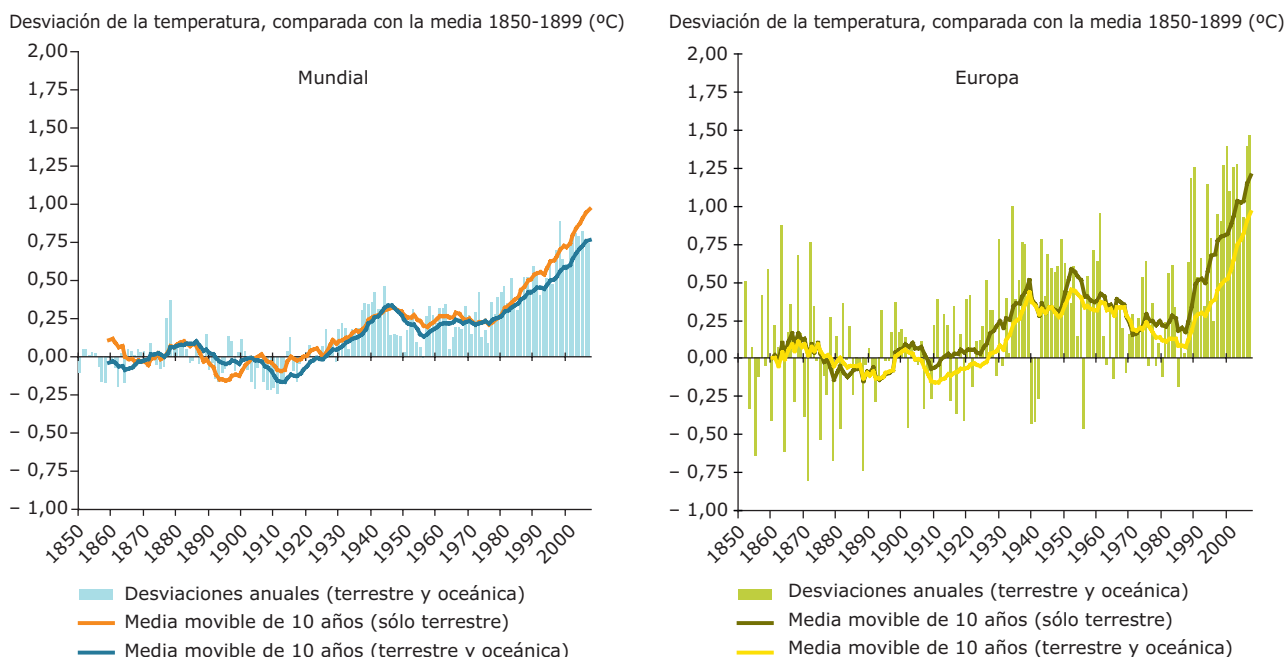 Desviación de la temperatura, comparada con la media 1850-1899 (ºC)
Mundial
2,00
1,75
1,50
1,25
1,00
0,75
0,50
0,25
0,00
– 0,25
– 0,50
– 0,75
– 1,00
1850 1860 1870 1880 1890 1900 1910 1920 1930 1940 1950 1960 1970 1980 1990 2000
Desviaciones anuales (terrestre y oceánica)
Media movible de 10 años (sólo terrestre)
Media movible de 10 años (terrestre y oceánica)
Desviación de la temperatura, comparada con la media 1850-1899 (ºC)
Europa
2,00
1,75
1,50
1,25
1,00
0,75
0,50
0,25
0,00
– 0,25
– 0,50
– 0,75
– 1,00
1850 1860 1870 1880 1890 1900 1910 1920 1930 1940 1950 1960 1970 1980 1990 2000
Desviaciones anuales (terrestre y oceánica)
Media movible de 10 años (sólo terrestre)
Media movible de 10 años (terrestre y oceánica)